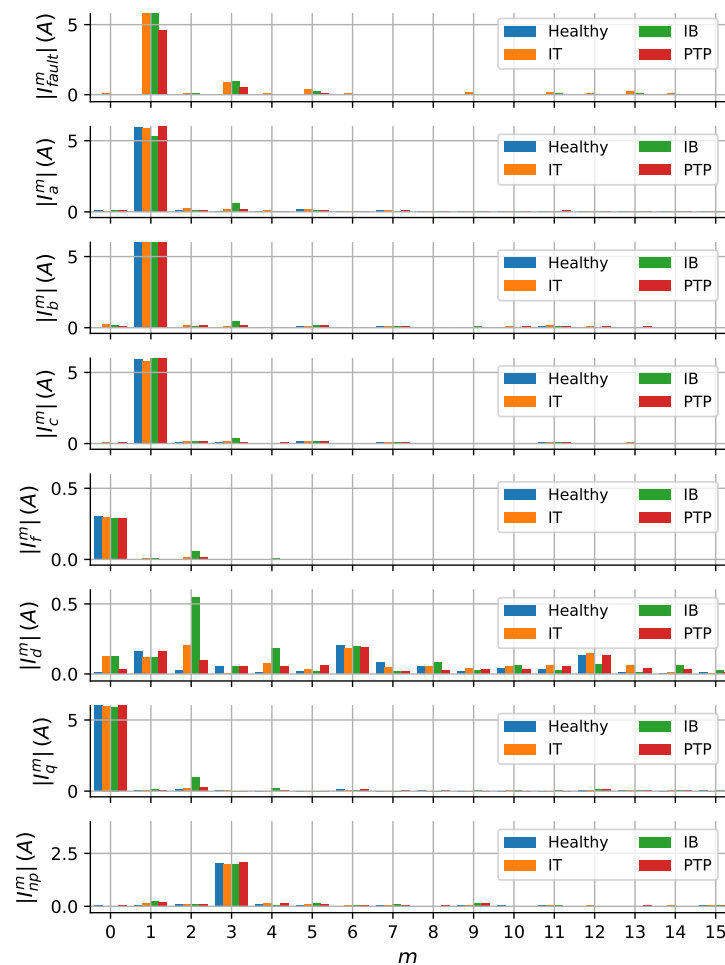 |I^m_fault| (A)
5
0
Healthy IB
IT PTP
|I^m_a| (A)
5
0
Healthy IB
IT PTP
|I^m_b| (A)
5
0
Healthy IB
IT PTP
|I^m_c| (A)
5
0
Healthy IB
IT PTP
|I^m_f| (A)
0.5
0.0
Healthy IB
IT PTP
|I^m_d| (A)
0.5
0.0
Healthy IB
IT PTP
|I^m_q| (A)
5
0
Healthy IB
IT PTP
|I^m_np| (A)
2.5
0.0
Healthy IB
IT PTP
0 1 2 3 4 5 6 7 8 9 10 11 12 13 14 15
m